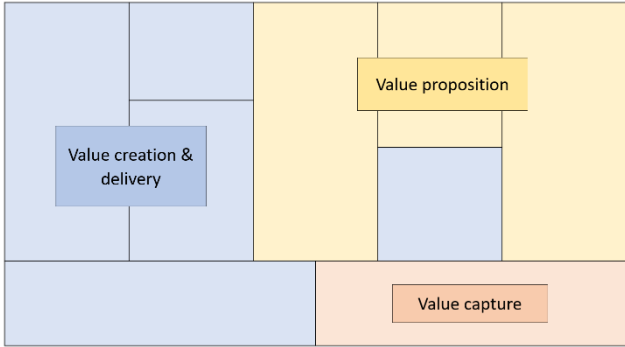 Value proposition
Value creation &
delivery
Value capture